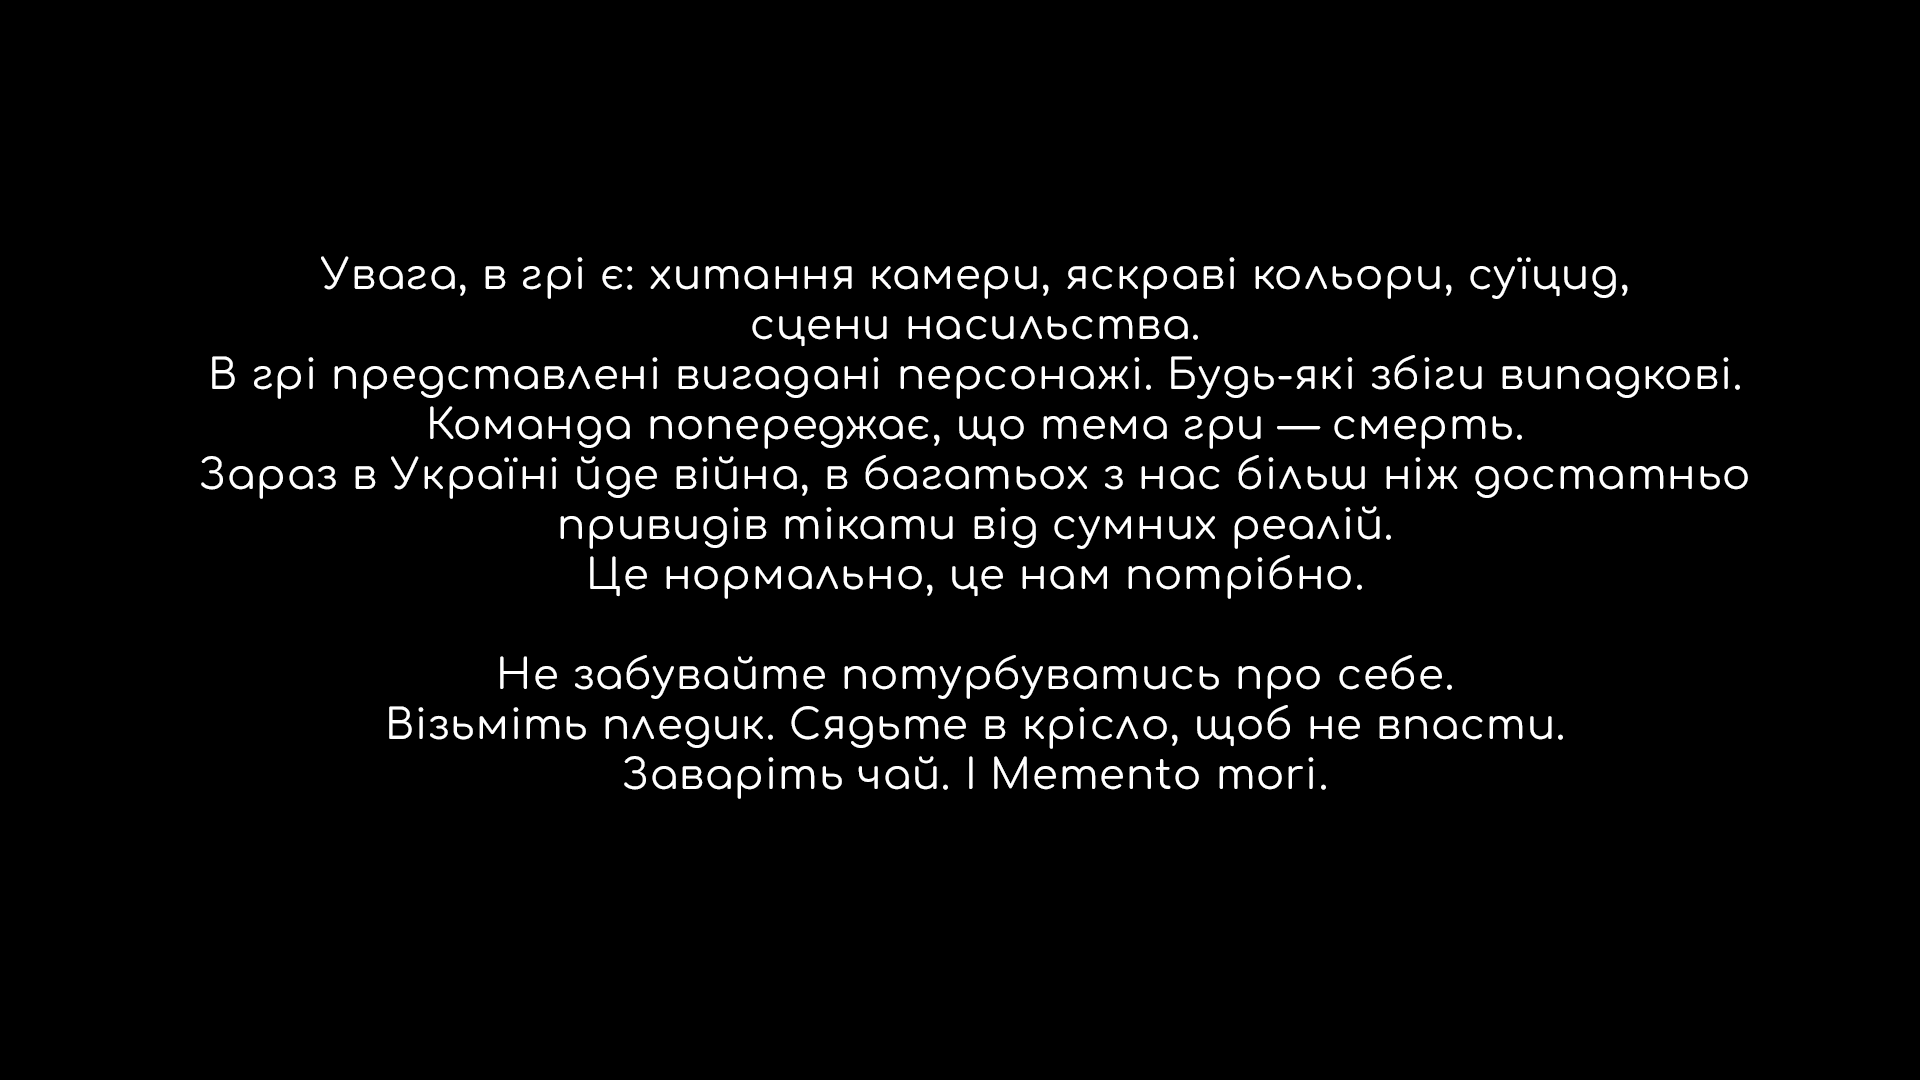 Увага, в грі є: хитання камери, яскраві кольори, суїцид,
сцени насильства.
В грі представлені вигадані персонажі. Будь-які збіги випадкові.
Команда попереджає, що тема гри — смерть.
Зараз в Україні йде війна, в багатьох з нас більш ніж достатньо
привидів тікати від сумних реалій.
Це нормально, це нам потрібно.
Не забувайте потурбуватись про себе.
Візьміть пледик. Сядьте в крісло, щоб не впасти.
Заваріть чай. І Memento mori.